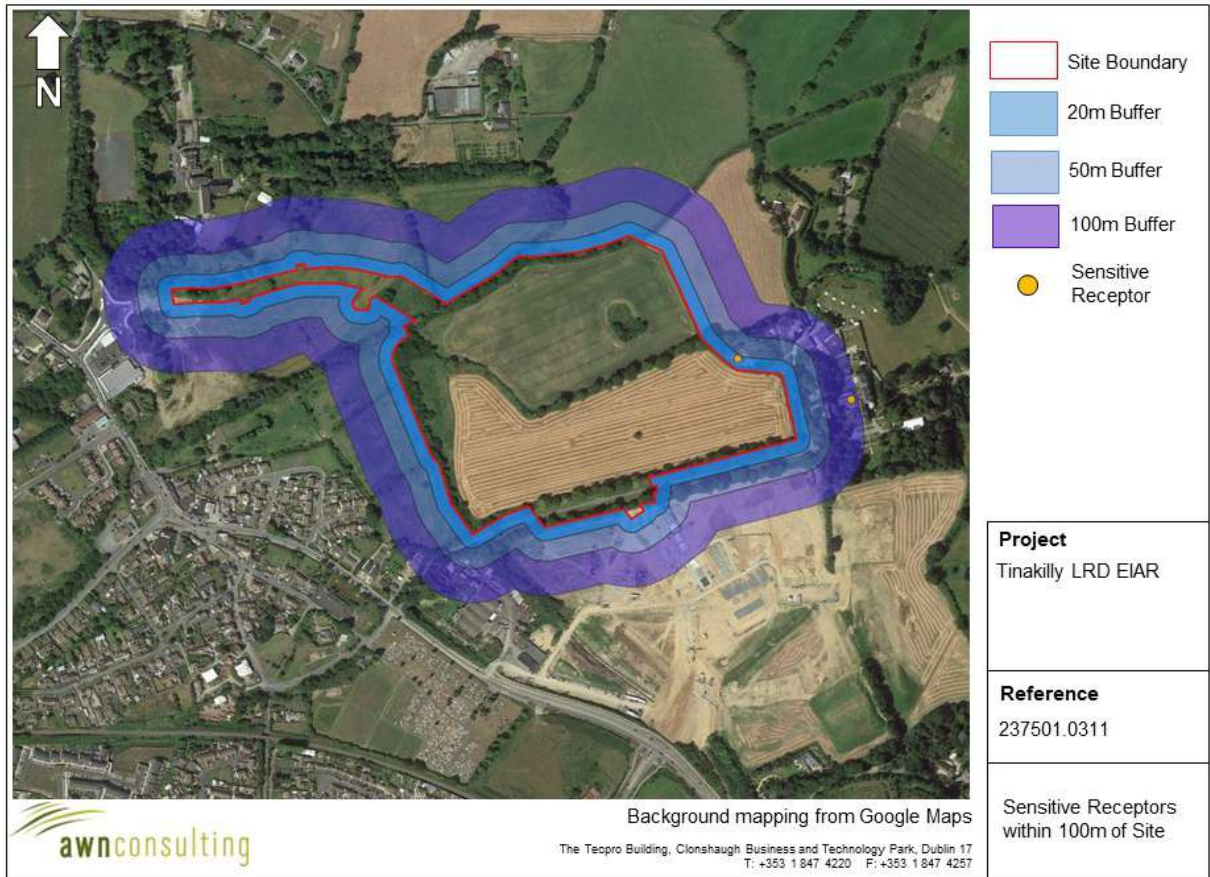 N
Site Boundary
20m Buffer
50m Buffer
100m Buffer
Sensitive
Receptor
Project
Tinakilly LRD EIAR
Reference
237501.0311
Sensitive Receptors
within 100m of Site
Background mapping from Google Maps
awnconsulting
The Tecpro Building, Clonshaugh Business and Technology Park, Dublin 17
T: +353 1 847 4220 F: +353 1 847 4257